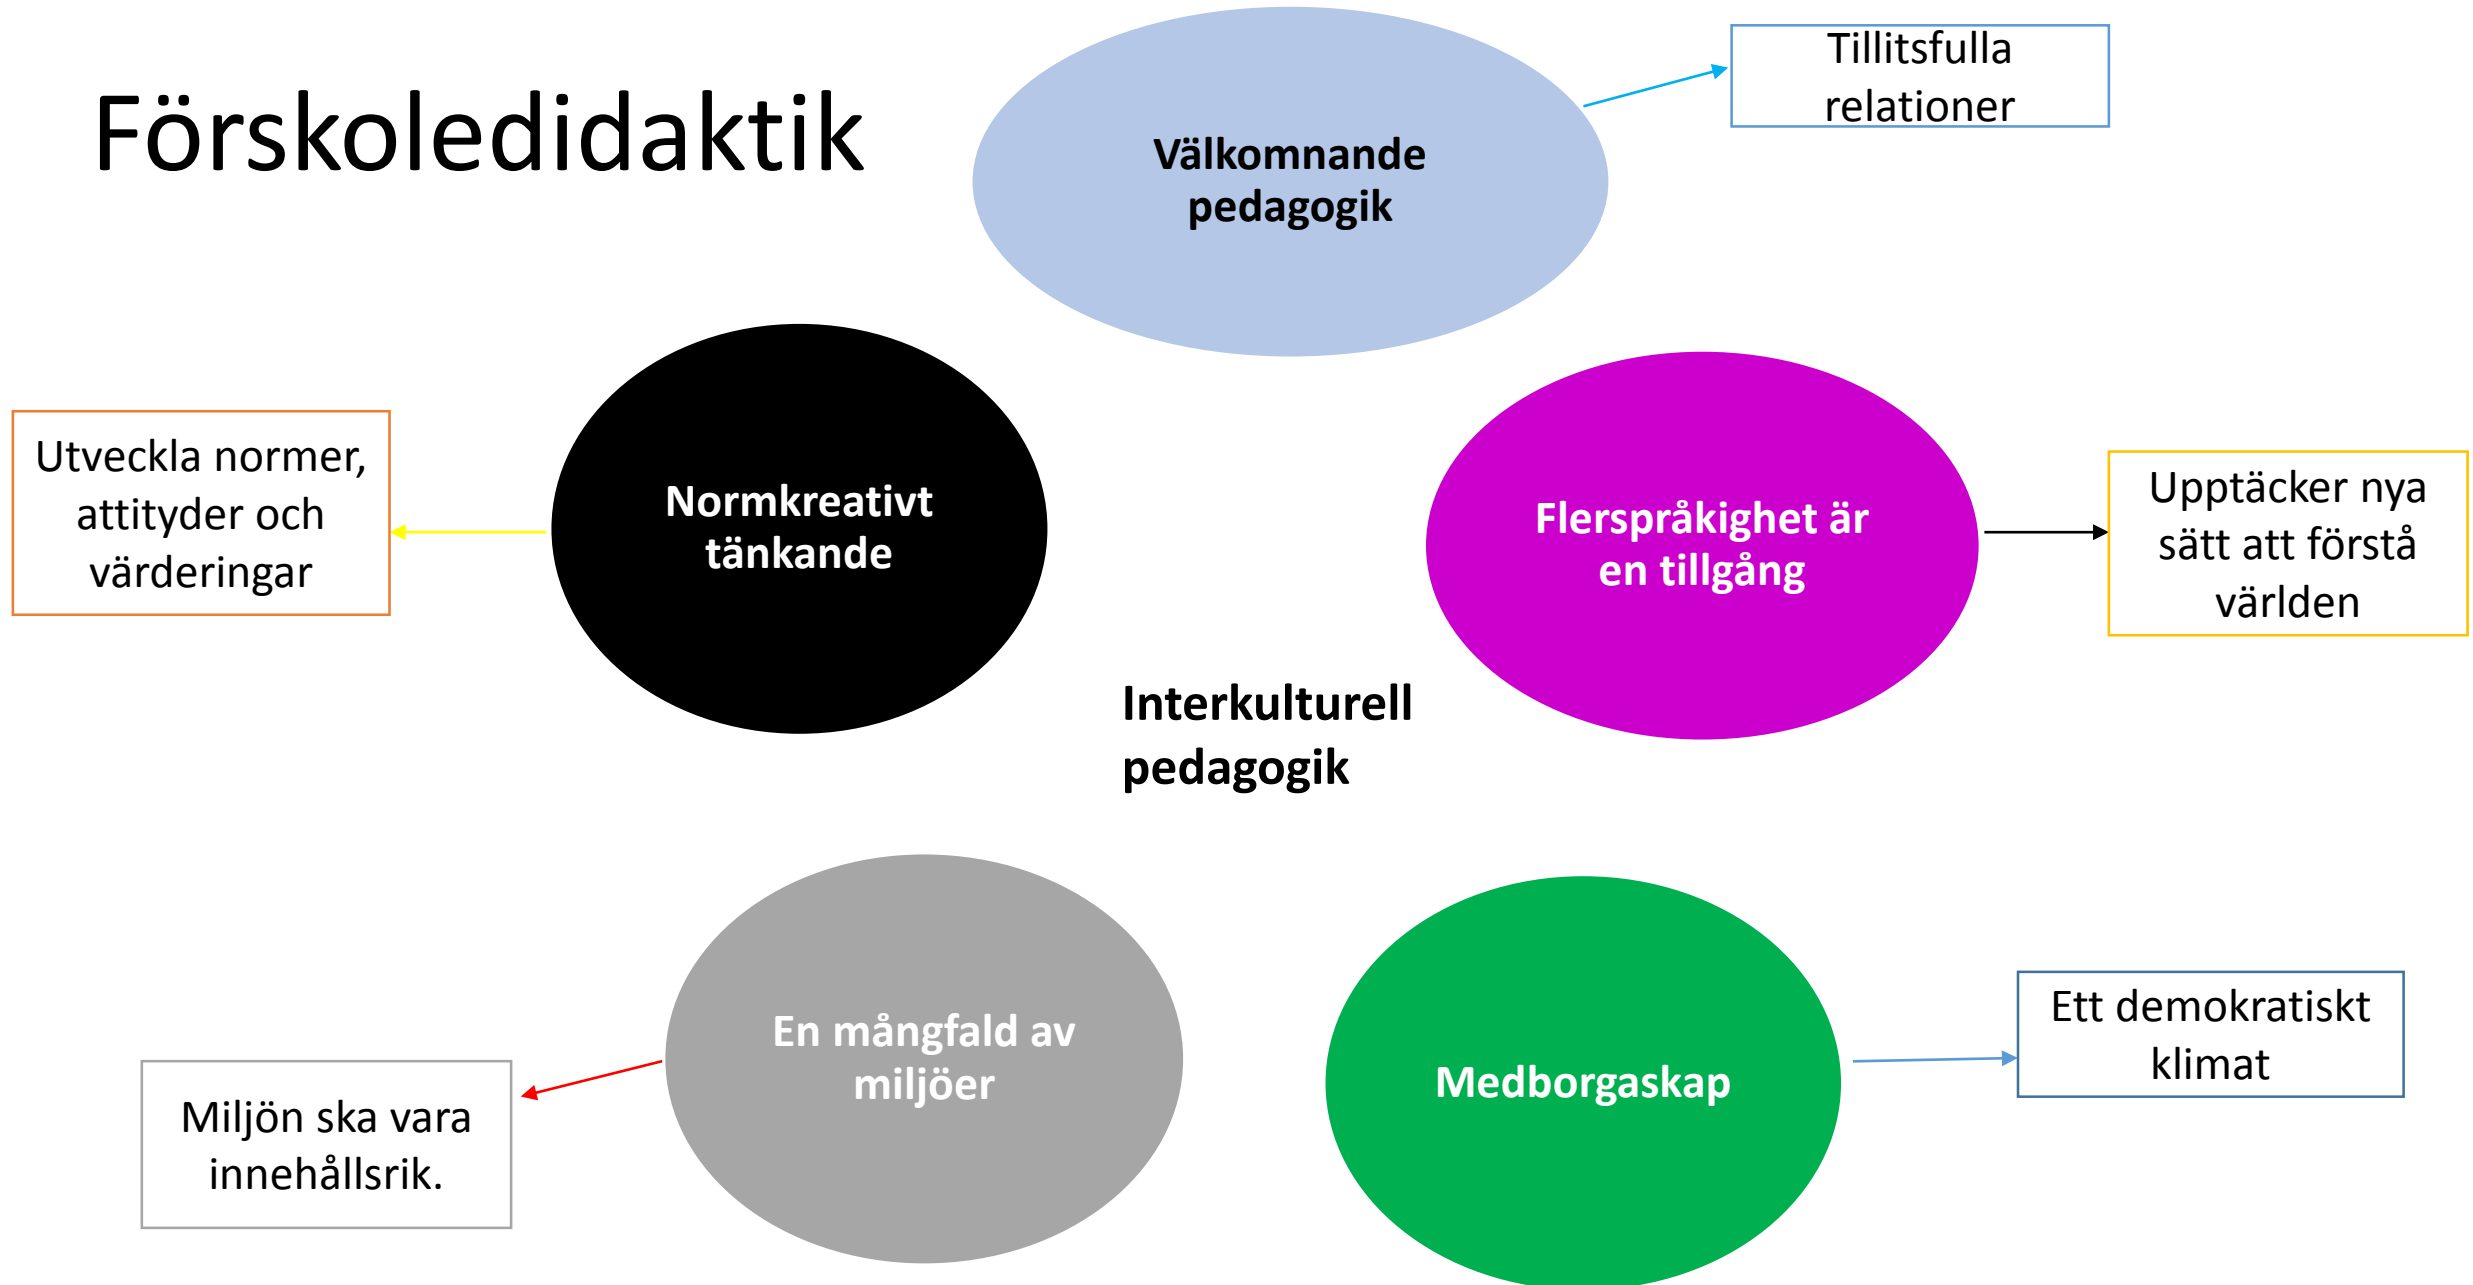 Förskoledidaktik
Välkomnande
pedagogik
Tillitsfulla
relationer
Utveckla normer,
attityder och
värderingar
Normkreativt
tänkande
Flerspråkighet är
en tillgång
Upptäcker nya
sätt att förstå
världen
Interkulturell
pedagogik
En mångfald av
miljöer
Miljön ska vara
innehållsrik.
Medborgaskap
Ett demokratiskt
klimat